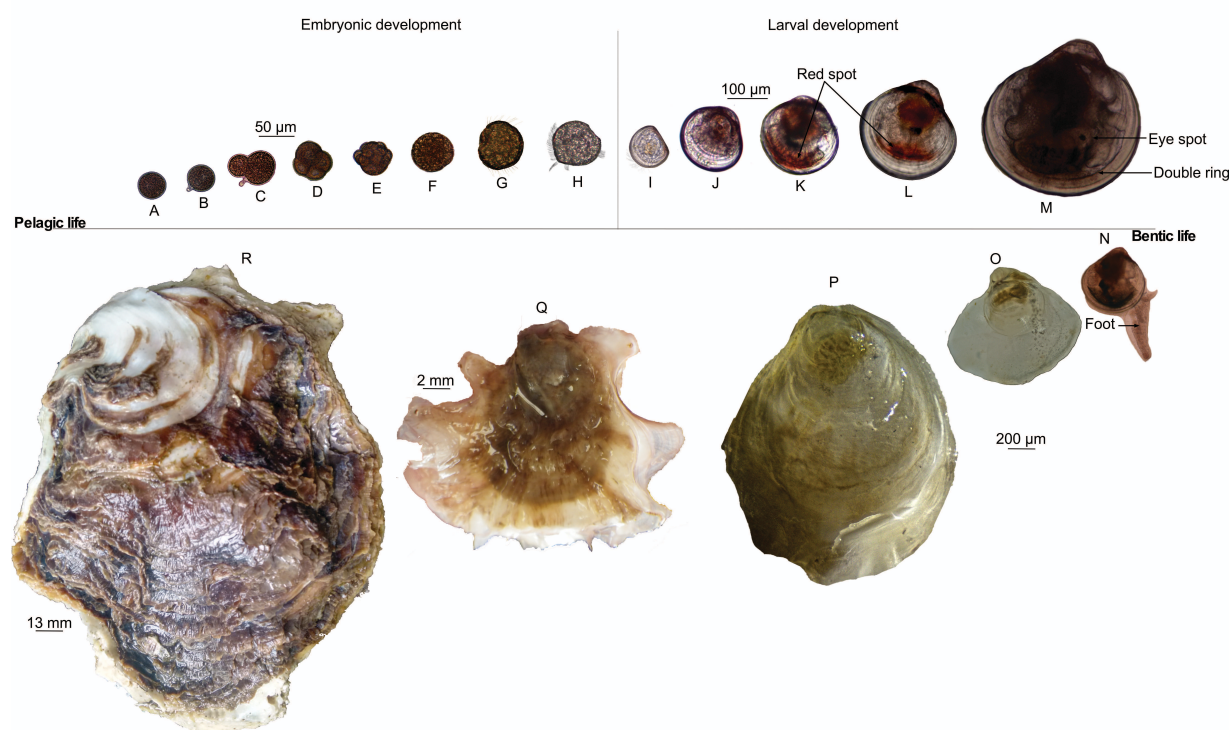 Embryonic development
Larval development
Red spot
100 µm
50 µm
Eye spot
Double ring
A
B
C
D
E
F
G
H
I
J
K
L
M
Pelagic life
Bentic life
N
O
P
Q
R
Foot
2 mm
200 µm
13 mm